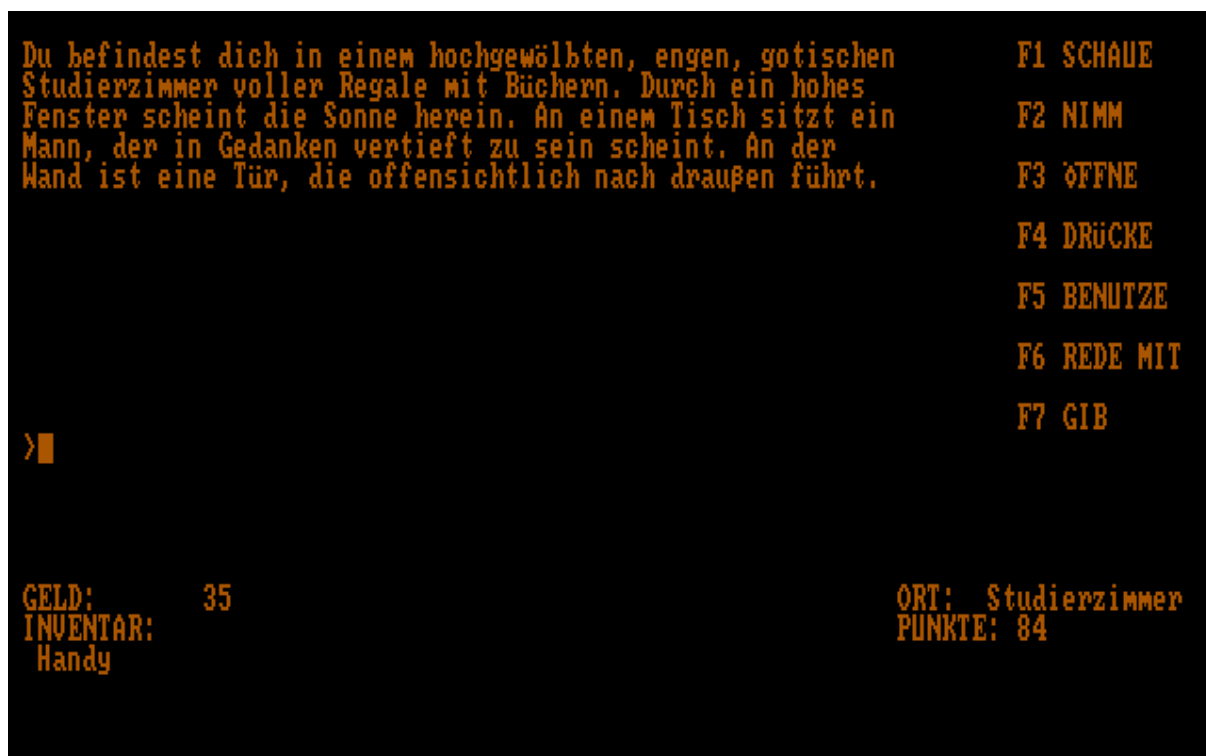 Du befindest dich in einem hochgewölbten, engen, gotischen
Studierzimmer voller Regale mit Büchern. Durch ein hohes
Fenster scheint die Sonne herein. An einem Tisch sitzt ein
Mann, der in Gedanken vertieft zu sein scheint. An der
Wand ist eine Tür, die offensichtlich nach draußen führt.
F1 SCHAUE
F2 NIMM
F3 ÖFFNE
F4 DRüCKE
F5 BENUTZE
F6 REDE MIT
F7 GIB
>
GELD: 35
INVENTAR:
Handy
ORT: Studierzimmer
PUNKTE: 84